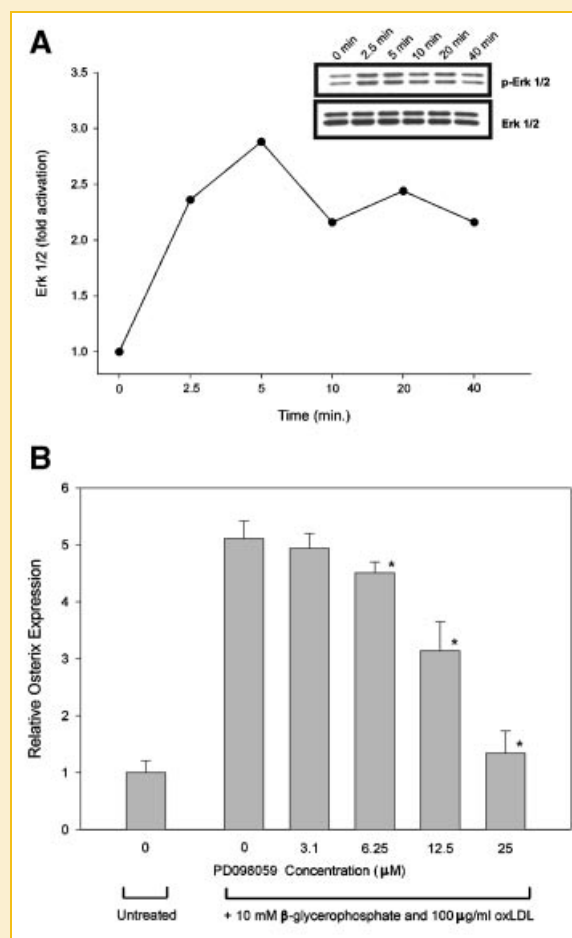 A
0 min 2.5 min 5 min 10 min 20 min 40 min
p-Erk 1/2
Erk 1/2
Erk 1/2 (fold activation)
3.5
3.0
2.5
2.0
1.5
1.0
0 2.5 5 10 20 40
Time (min.)
B
Relative Osterix Expression
6
5
4
3
2
1
0
* * *
0 0 3.1 6.25 12.5 25
PD098059 Concentration (μM)
Untreated + 10 mM β-glycerophosphate and 100 μg/ml oxLDL